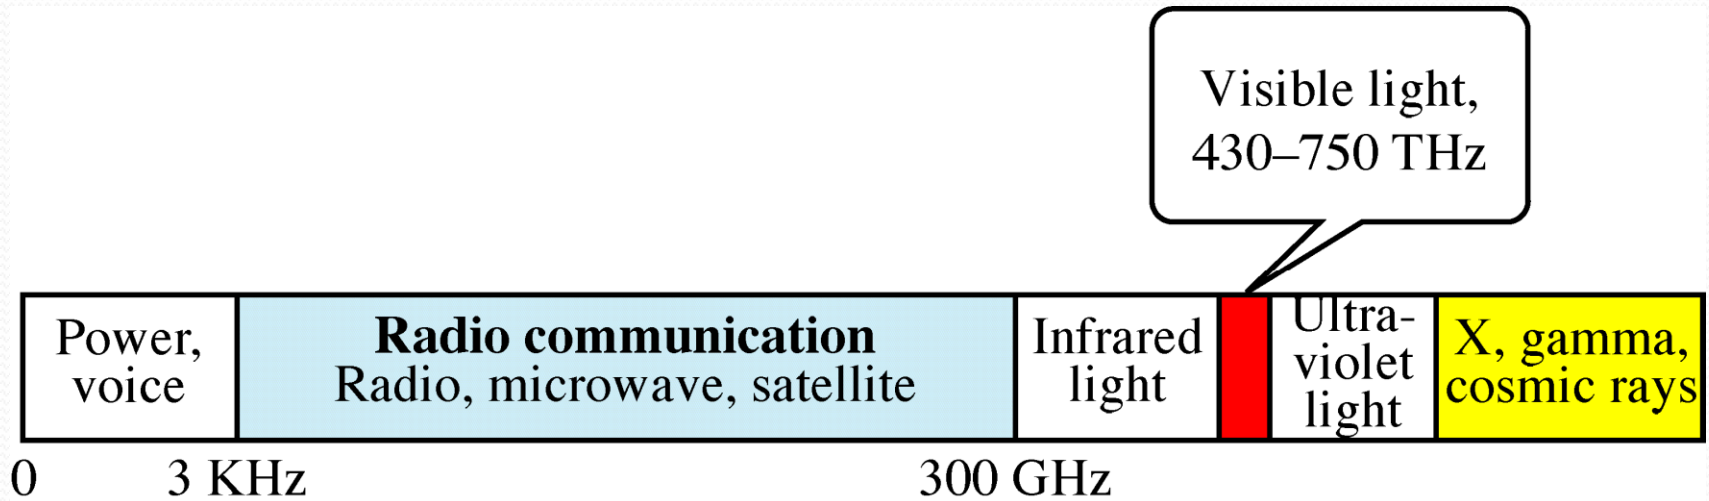 Visible light,
430–750 THz
Power,
voice
Radio communication
Radio, microwave, satellite
Infrared
light
Ultra-
violet
light
X, gamma,
cosmic rays
0
3 KHz
300 GHz